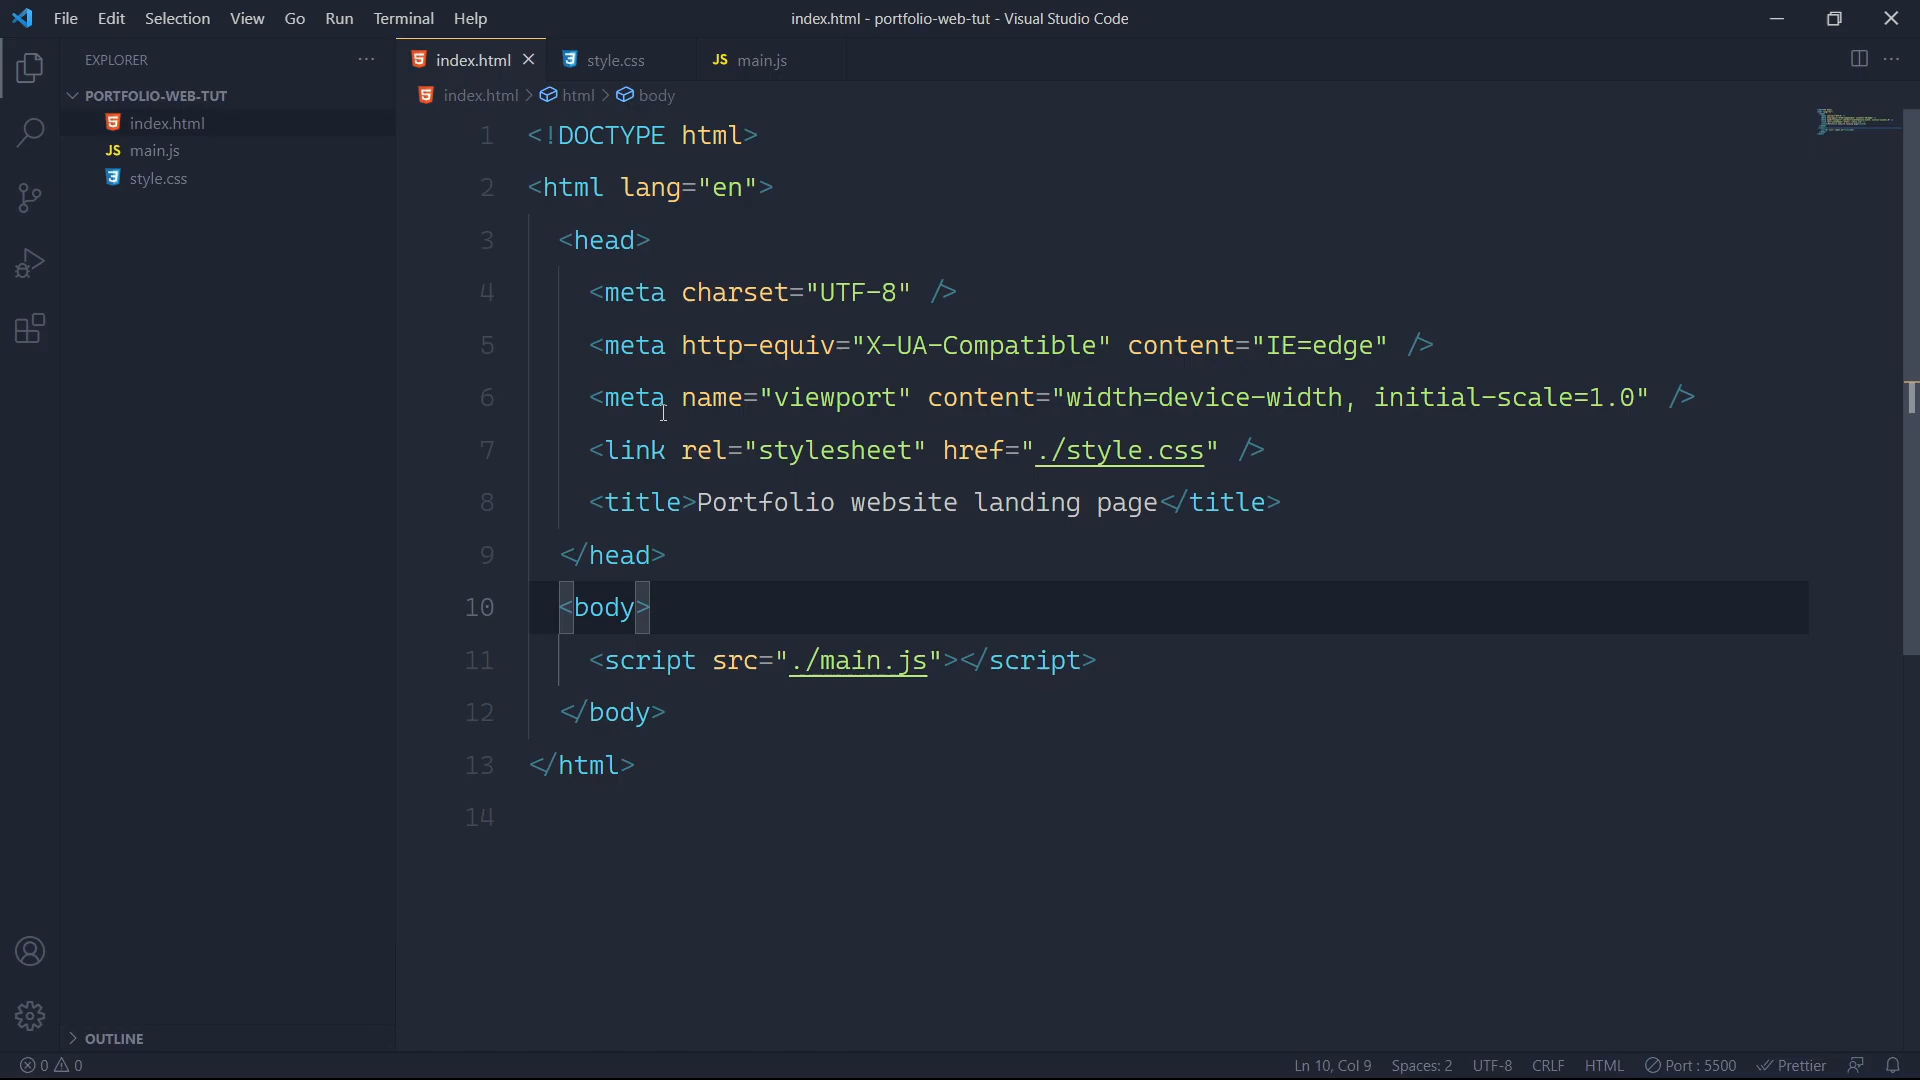 File Edit Selection View Go Run Terminal Help
index.html - portfolio-web-tut - Visual Studio Code
EXPLORER
PORTFOLIO-WEB-TUT
index.html
JS main.js
style.css
OUTLINE
index.html style.css JS main.js
index.html > html > body
1 <!DOCTYPE html>
2 <html lang="en">
3 <head>
4 <meta charset="UTF-8" />
5 <meta http-equiv="X-UA-Compatible" content="IE=edge" />
6 <meta name="viewport" content="width=device-width, initial-scale=1.0" />
7 <link rel="stylesheet" href="./style.css" />
8 <title>Portfolio website landing page</title>
9 </head>
10 <body>
11 <script src="./main.js"></script>
12 </body>
13 </html>
14
0 0 Ln 10, Col 9 Spaces: 2 UTF-8 CRLF HTML Port : 5500 Prettier